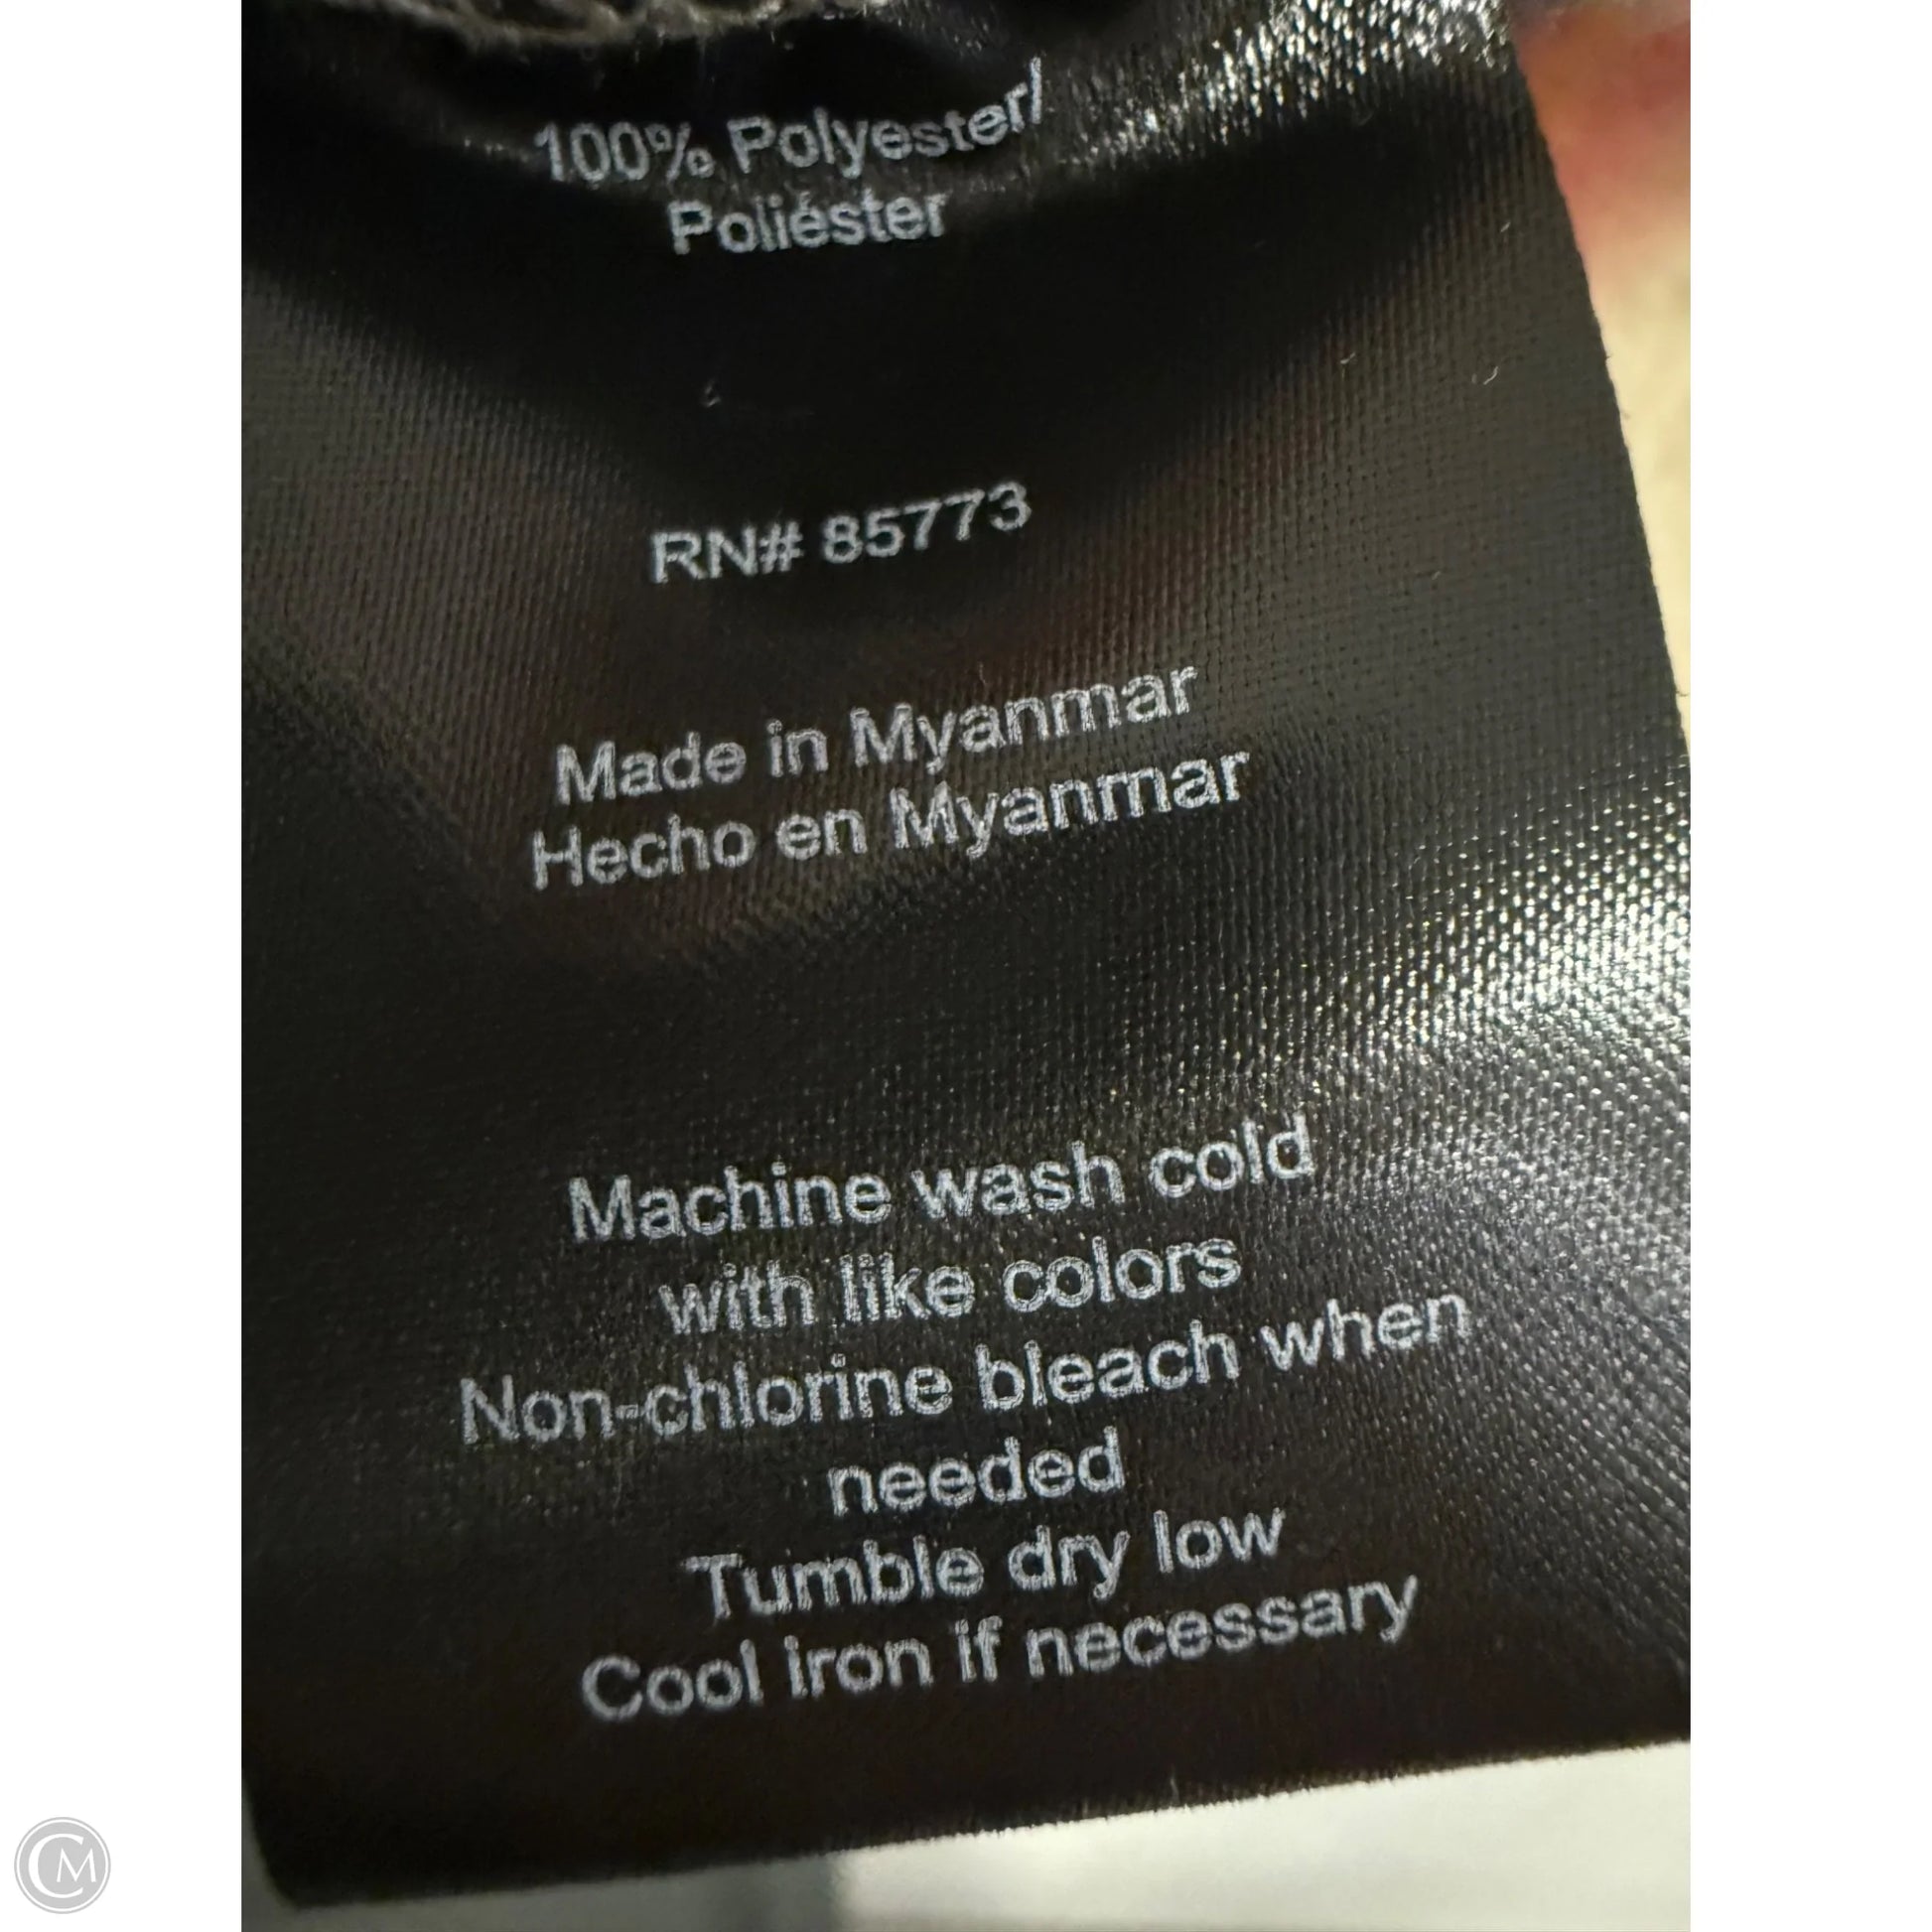 100% Polyester/
Poliéster
RN# 85773
Made in Myanmar
Hecho en Myanmar
Machine wash cold
with like colors
Non-chlorine bleach when
needed
Tumble dry low
Cool iron if necessary
CM